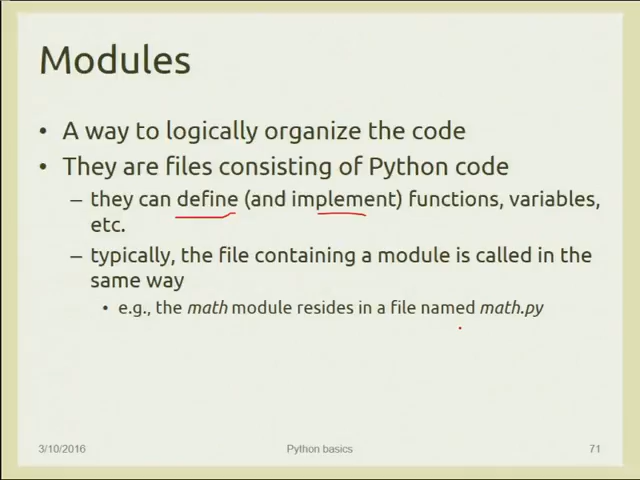 Modules
• A way to logically organize the code
• They are files consisting of Python code
– they can define (and implement) functions, variables,
etc.
– typically, the file containing a module is called in the
same way
• e.g., the math module resides in a file named math.py
3/10/2016 Python basics 71